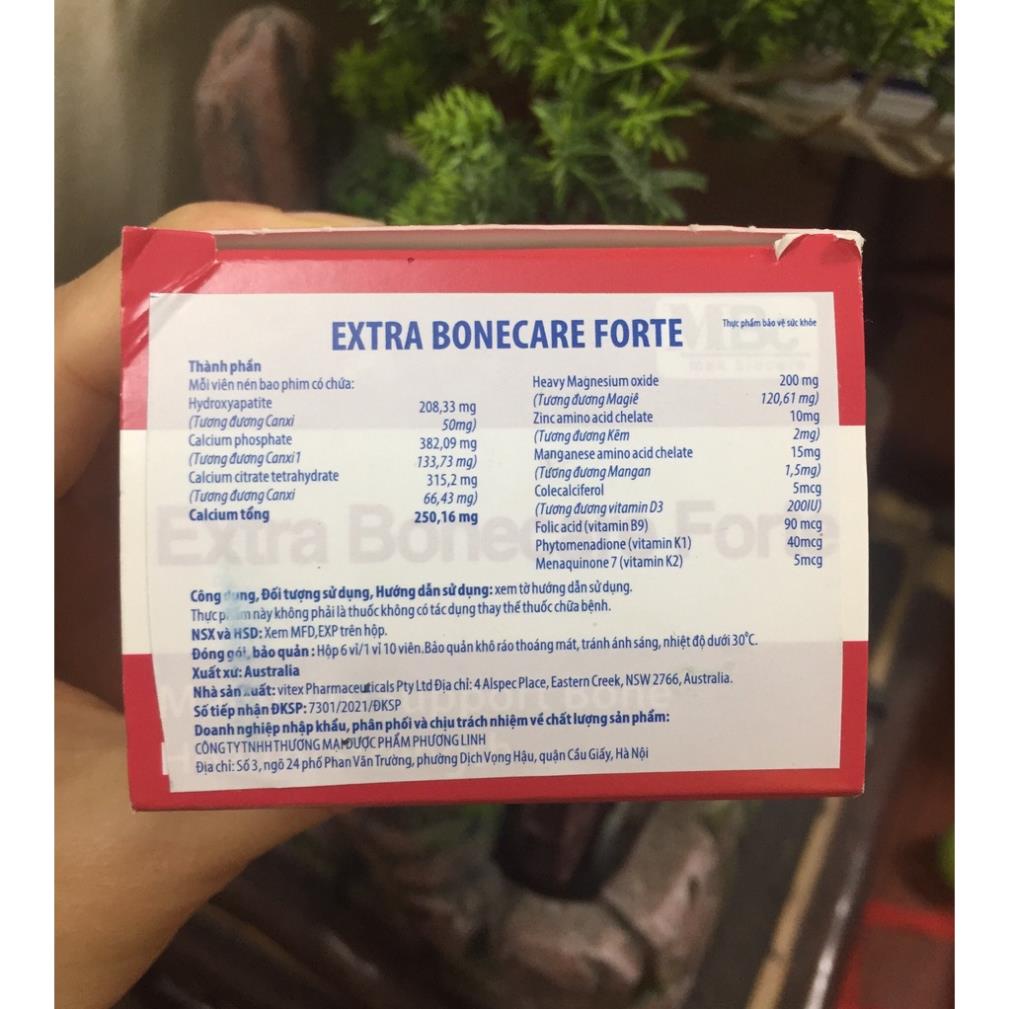 EXTRA BONECARE FORTE
Thực phẩm bảo vệ sức khỏe
Thành phần
Mỗi viên nén bao phim có chứa:
Hydroxyapatite 208,33 mg
(Tương đương Canxi 50mg)
Calcium phosphate 382,09 mg
(Tương đương Canxi1 133,73 mg)
Calcium citrate tetrahydrate 315,2 mg
(Tương đương Canxi 66,43 mg)
Calcium tổng 250,16 mg
Heavy Magnesium oxide 200 mg
(Tương đương Magiê 120,61 mg)
Zinc amino acid chelate 10mg
(Tương đương Kẽm 2mg)
Manganese amino acid chelate 15mg
(Tương đương Mangan 1,5mg)
Colecalciferol 5mcg
(Tương đương vitamin D3 200IU)
Folic acid (vitamin B9) 90 mcg
Phytomenadione (vitamin K1) 40mcg
Menaquinone 7 (vitamin K2) 5mcg
Extra Bonecare Forte
Công dụng, Đối tượng sử dụng, Hướng dẫn sử dụng: xem tờ hướng dẫn sử dụng.
Thực phẩm này không phải là thuốc không có tác dụng thay thế thuốc chữa bệnh.
NSX và HSD: Xem MFD,EXP trên hộp.
Đóng gói, bảo quản : Hộp 6 vỉ/1 vỉ 10 viên.Bảo quản khô ráo thoáng mát, tránh ánh sáng, nhiệt độ dưới 30°C.
Xuất xứ: Australia
Nhà sản xuất: vitex Pharmaceuticals Pty Ltd Địa chỉ: 4 Alspec Place, Eastern Creek, NSW 2766, Australia.
Số tiếp nhận ĐKSP: 7301/2021/ĐKSP
Doanh nghiệp nhập khẩu, phân phối và chịu trách nhiệm về chất lượng sản phẩm:
CÔNG TY TNHH THƯƠNG MẠI DƯỢC PHẨM PHƯƠNG LINH
Địa chỉ: Số 3, ngõ 24 phố Phan Văn Trường, phường Dịch Vọng Hậu, quận Cầu Giấy, Hà Nội